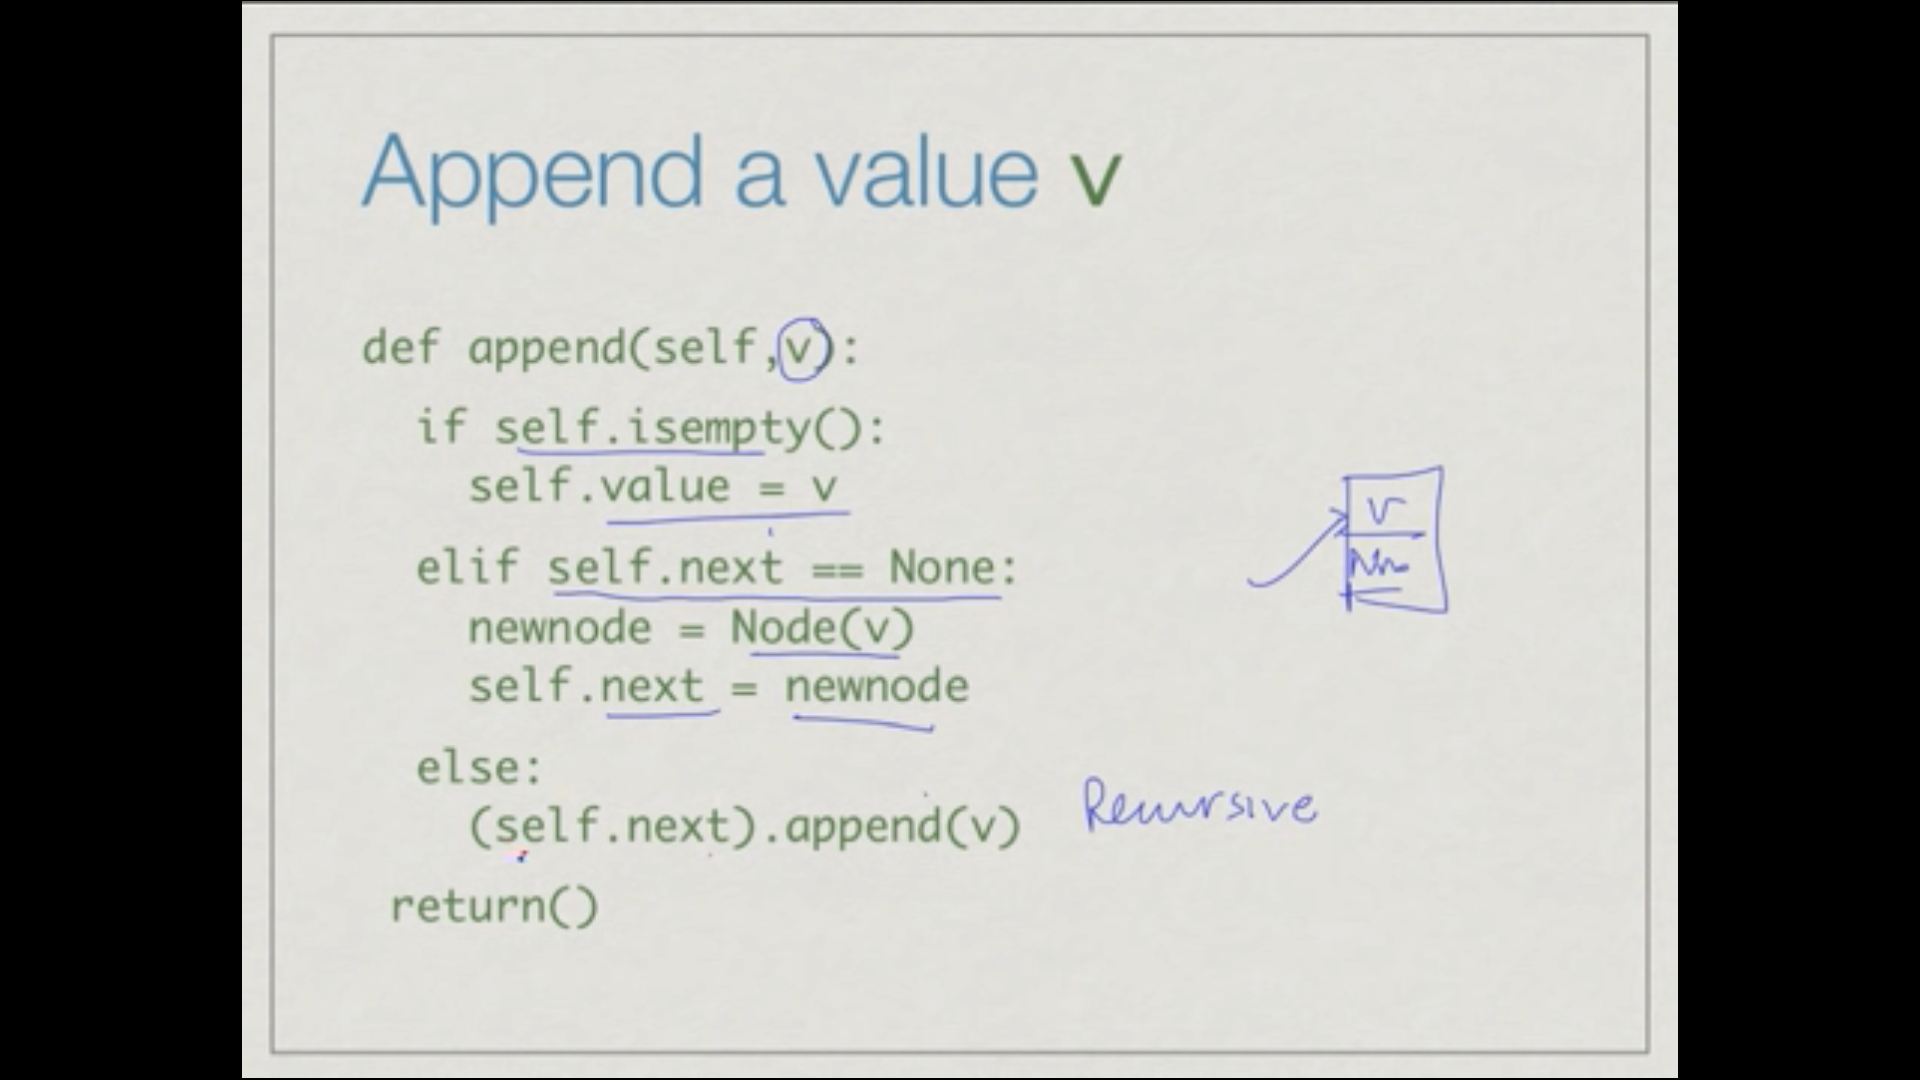 Append a value v
def append(self,v):
if self.isempty():
self.value = v
elif self.next == None:
newnode = Node(v)
self.next = newnode
else:
(self.next).append(v)
return()
v
Recursive